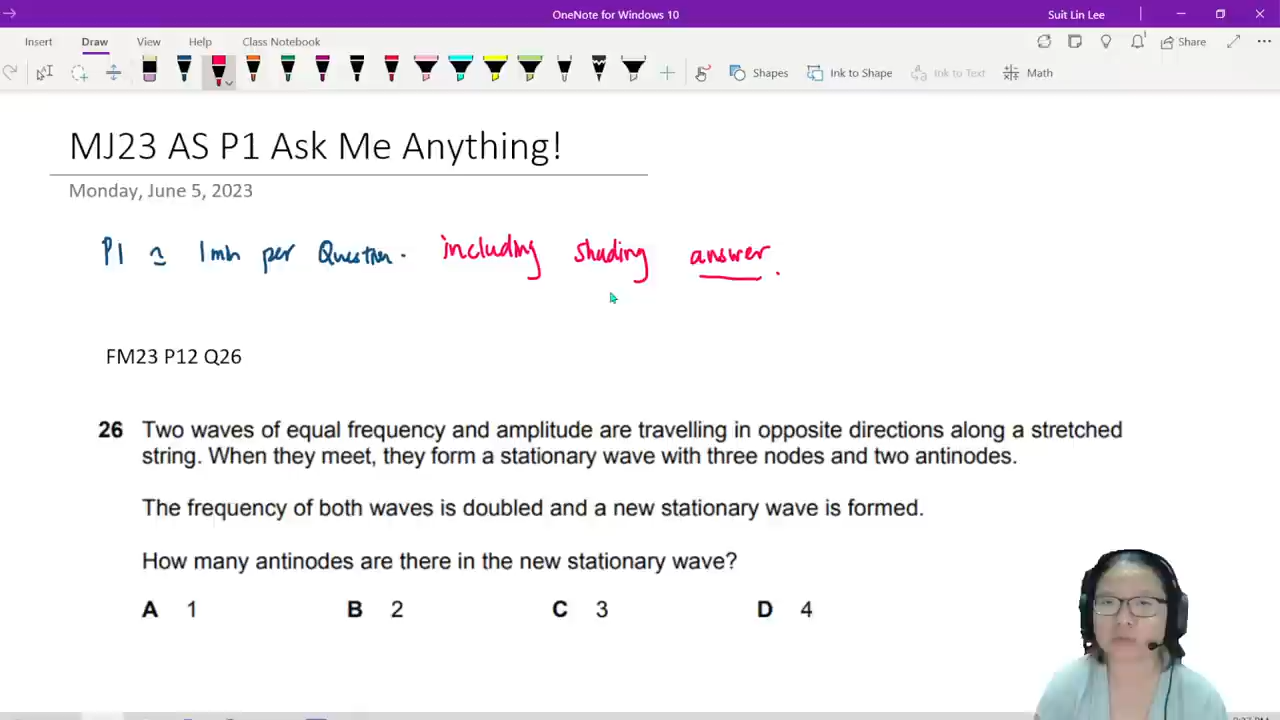 OneNote for Windows 10
Suit Lin Lee
Insert Draw View Help Class Notebook
Share
Shapes Ink to Shape Ink to Text Math
MJ23 AS P1 Ask Me Anything!
Monday, June 5, 2023
P1 ≃ 1min per Question. including shading answer.
FM23 P12 Q26
26 Two waves of equal frequency and amplitude are travelling in opposite directions along a stretched
string. When they meet, they form a stationary wave with three nodes and two antinodes.
The frequency of both waves is doubled and a new stationary wave is formed.
How many antinodes are there in the new stationary wave?
A 1 B 2 C 3 D 4